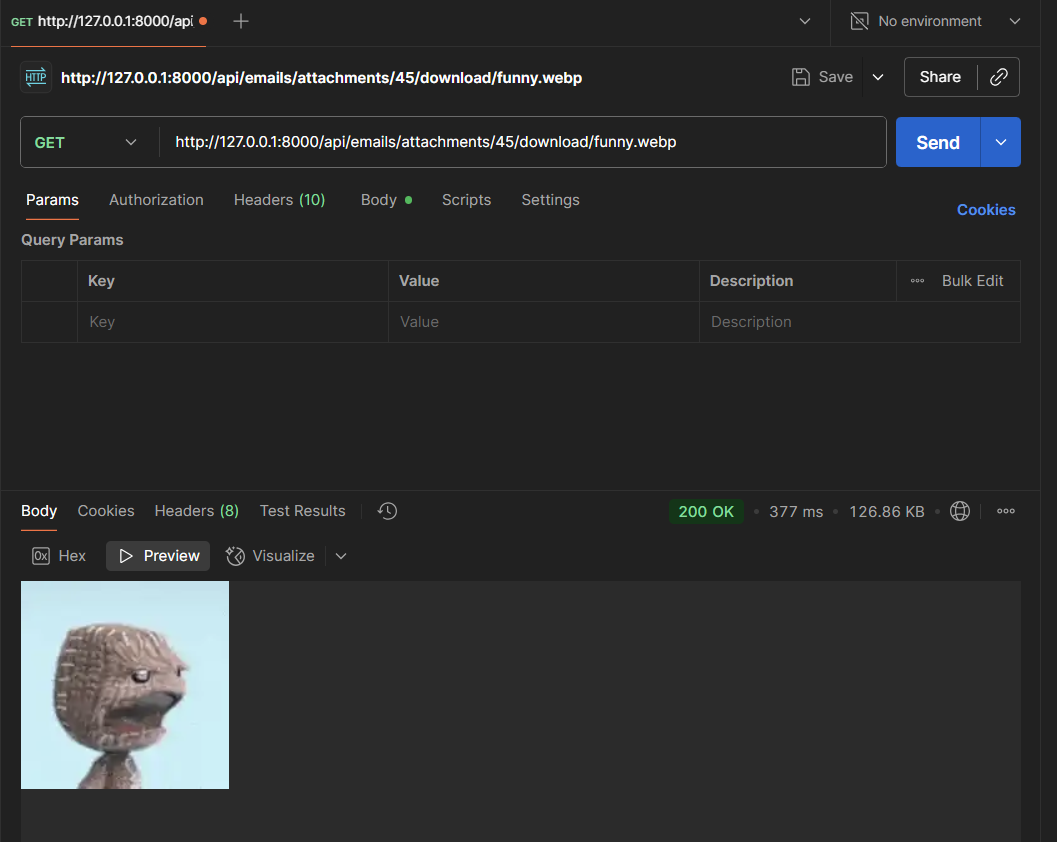 GET http://127.0.0.1:8000/api
No environment
HTTP http://127.0.0.1:8000/api/emails/attachments/45/download/funny.webp
Save
Share
GET http://127.0.0.1:8000/api/emails/attachments/45/download/funny.webp
Send
Params Authorization Headers (10) Body Scripts Settings
Cookies
Query Params
Key Value Description Bulk Edit
Key Value Description
Body Cookies Headers (8) Test Results
200 OK • 377 ms • 126.86 KB •
0x Hex Preview Visualize